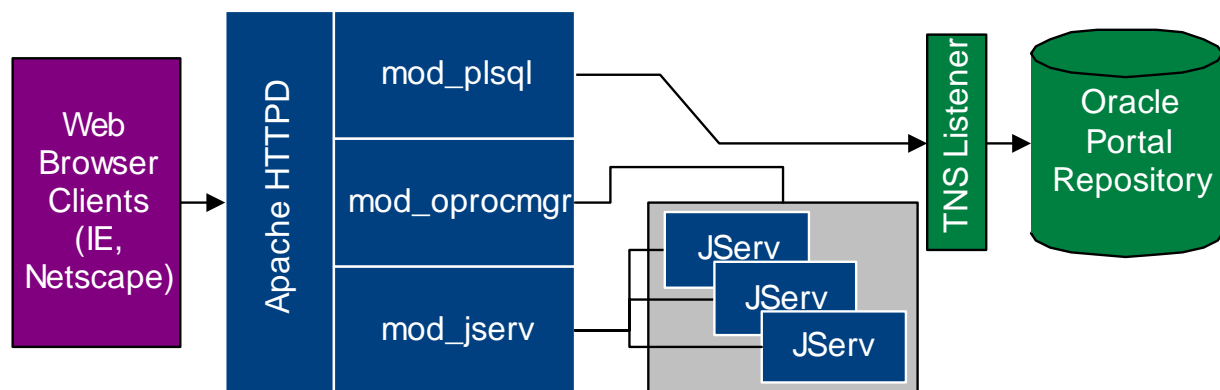 Web
Browser
Clients
(IE,
Netscape)
Apache HTTPD
mod_plsql
mod_oprocmgr
mod_jserv
JServ
JServ
JServ
TNS Listener
Oracle
Portal
Repository